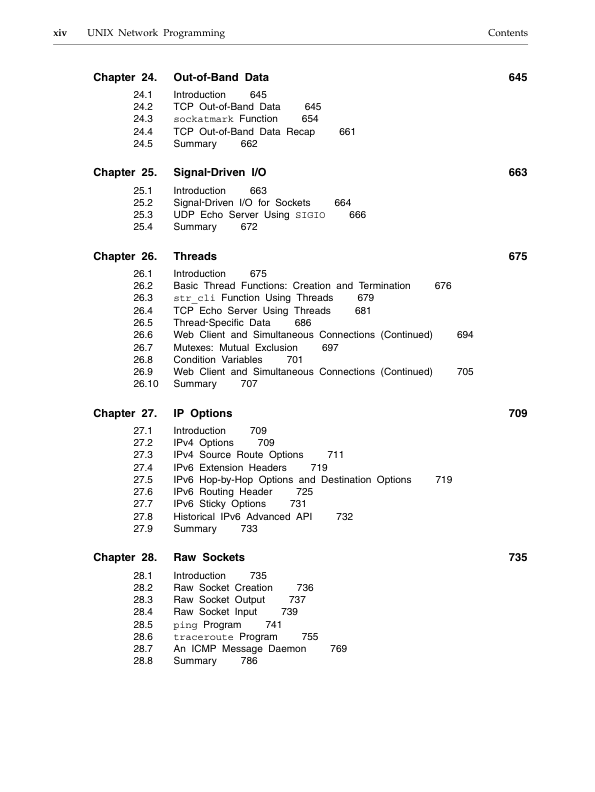 xiv UNIX Network Programming Contents
Chapter 24. Out-of-Band Data 645
24.1 Introduction 645
24.2 TCP Out-of-Band Data 645
24.3 sockatmark Function 654
24.4 TCP Out-of-Band Data Recap 661
24.5 Summary 662
Chapter 25. Signal-Driven I/O 663
25.1 Introduction 663
25.2 Signal-Driven I/O for Sockets 664
25.3 UDP Echo Server Using SIGIO 666
25.4 Summary 672
Chapter 26. Threads 675
26.1 Introduction 675
26.2 Basic Thread Functions: Creation and Termination 676
26.3 str_cli Function Using Threads 679
26.4 TCP Echo Server Using Threads 681
26.5 Thread-Specific Data 686
26.6 Web Client and Simultaneous Connections (Continued) 694
26.7 Mutexes: Mutual Exclusion 697
26.8 Condition Variables 701
26.9 Web Client and Simultaneous Connections (Continued) 705
26.10 Summary 707
Chapter 27. IP Options 709
27.1 Introduction 709
27.2 IPv4 Options 709
27.3 IPv4 Source Route Options 711
27.4 IPv6 Extension Headers 719
27.5 IPv6 Hop-by-Hop Options and Destination Options 719
27.6 IPv6 Routing Header 725
27.7 IPv6 Sticky Options 731
27.8 Historical IPv6 Advanced API 732
27.9 Summary 733
Chapter 28. Raw Sockets 735
28.1 Introduction 735
28.2 Raw Socket Creation 736
28.3 Raw Socket Output 737
28.4 Raw Socket Input 739
28.5 ping Program 741
28.6 traceroute Program 755
28.7 An ICMP Message Daemon 769
28.8 Summary 786